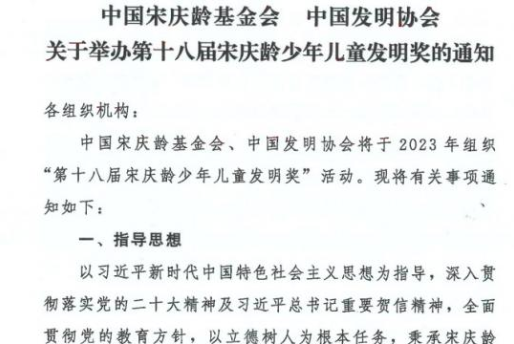 中国宋庆龄基金会 中国发明协会
关于举办第十八届宋庆龄少年儿童发明奖的通知
各组织机构：
中国宋庆龄基金会、中国发明协会将于 2023 年组织
“第十八届宋庆龄少年儿童发明奖”活动。现将有关事项通
知如下：
一、指导思想
以习近平新时代中国特色社会主义思想为指导，深入贯
彻落实党的二十大精神及习近平总书记重要贺信精神，全面
贯彻党的教育方针，以立德树人为根本任务，秉承宋庆龄